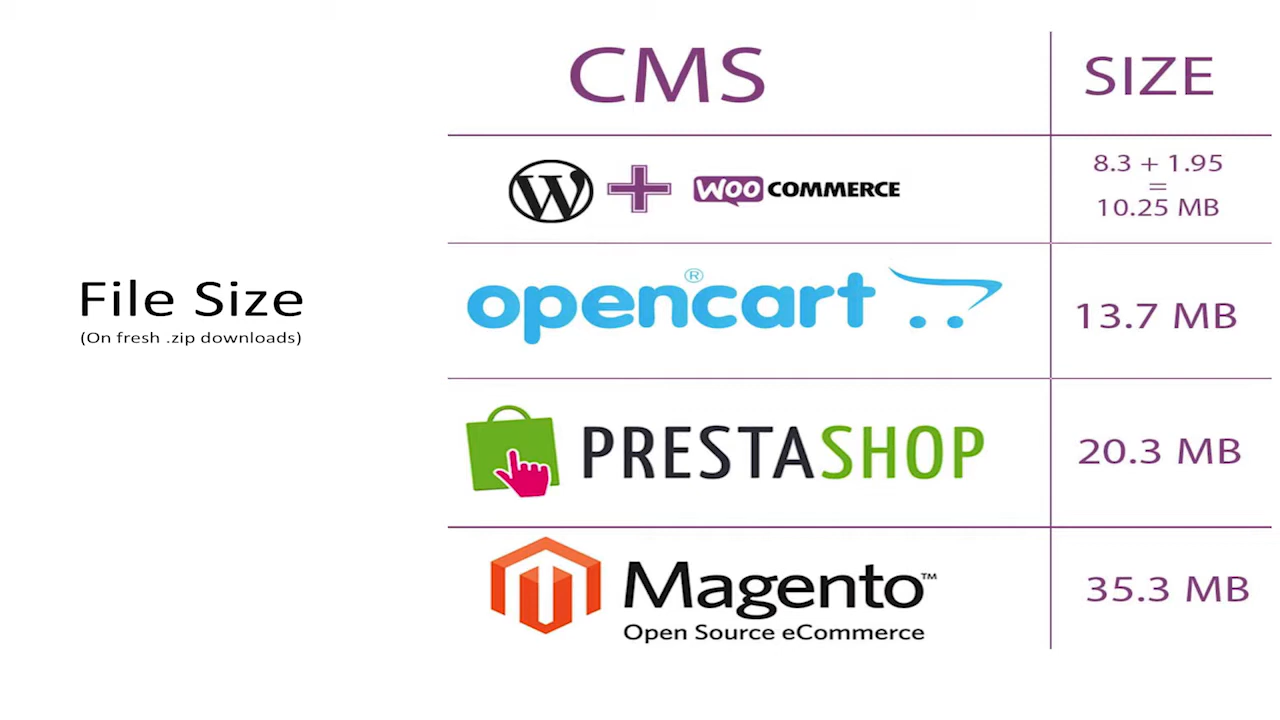 CMS
SIZE
W + WOO COMMERCE
8.3 + 1.95
=
10.25 MB
File Size
(On fresh .zip downloads)
opencart®
13.7 MB
PRESTASHOP
20.3 MB
Magento™
Open Source eCommerce
35.3 MB